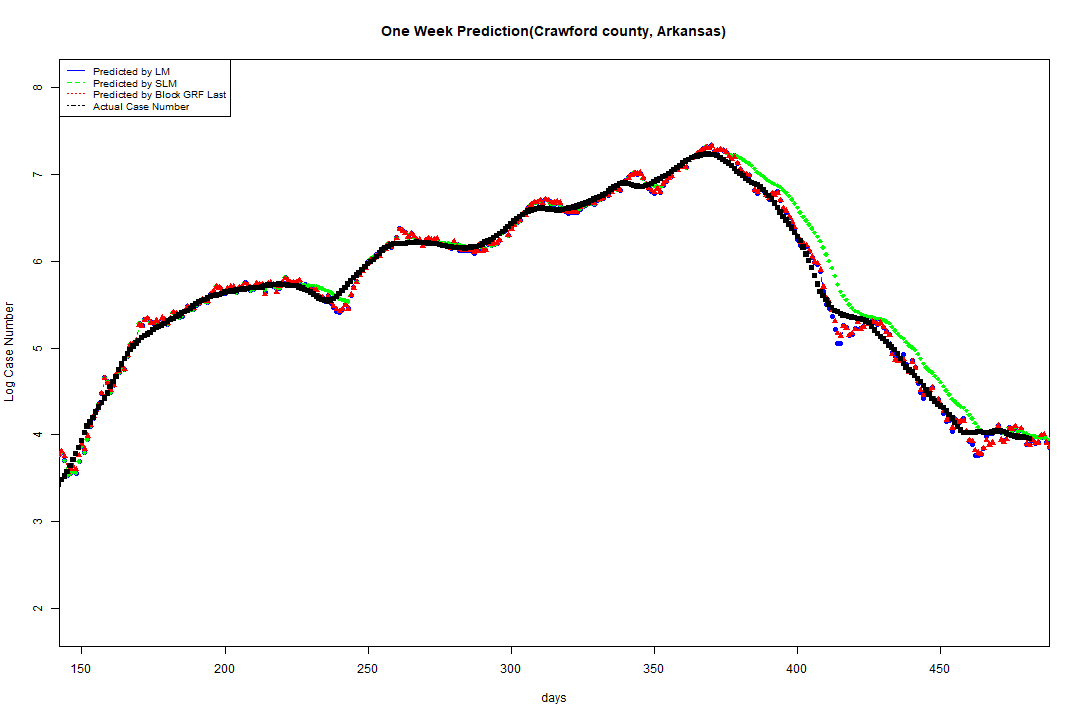 One Week Prediction(Crawford county, Arkansas)
Predicted by LM
Predicted by SLM
Predicted by Block GRF Last
Actual Case Number
8
7
6
5
4
3
2
Log Case Number
150 200 250 300 350 400 450
days